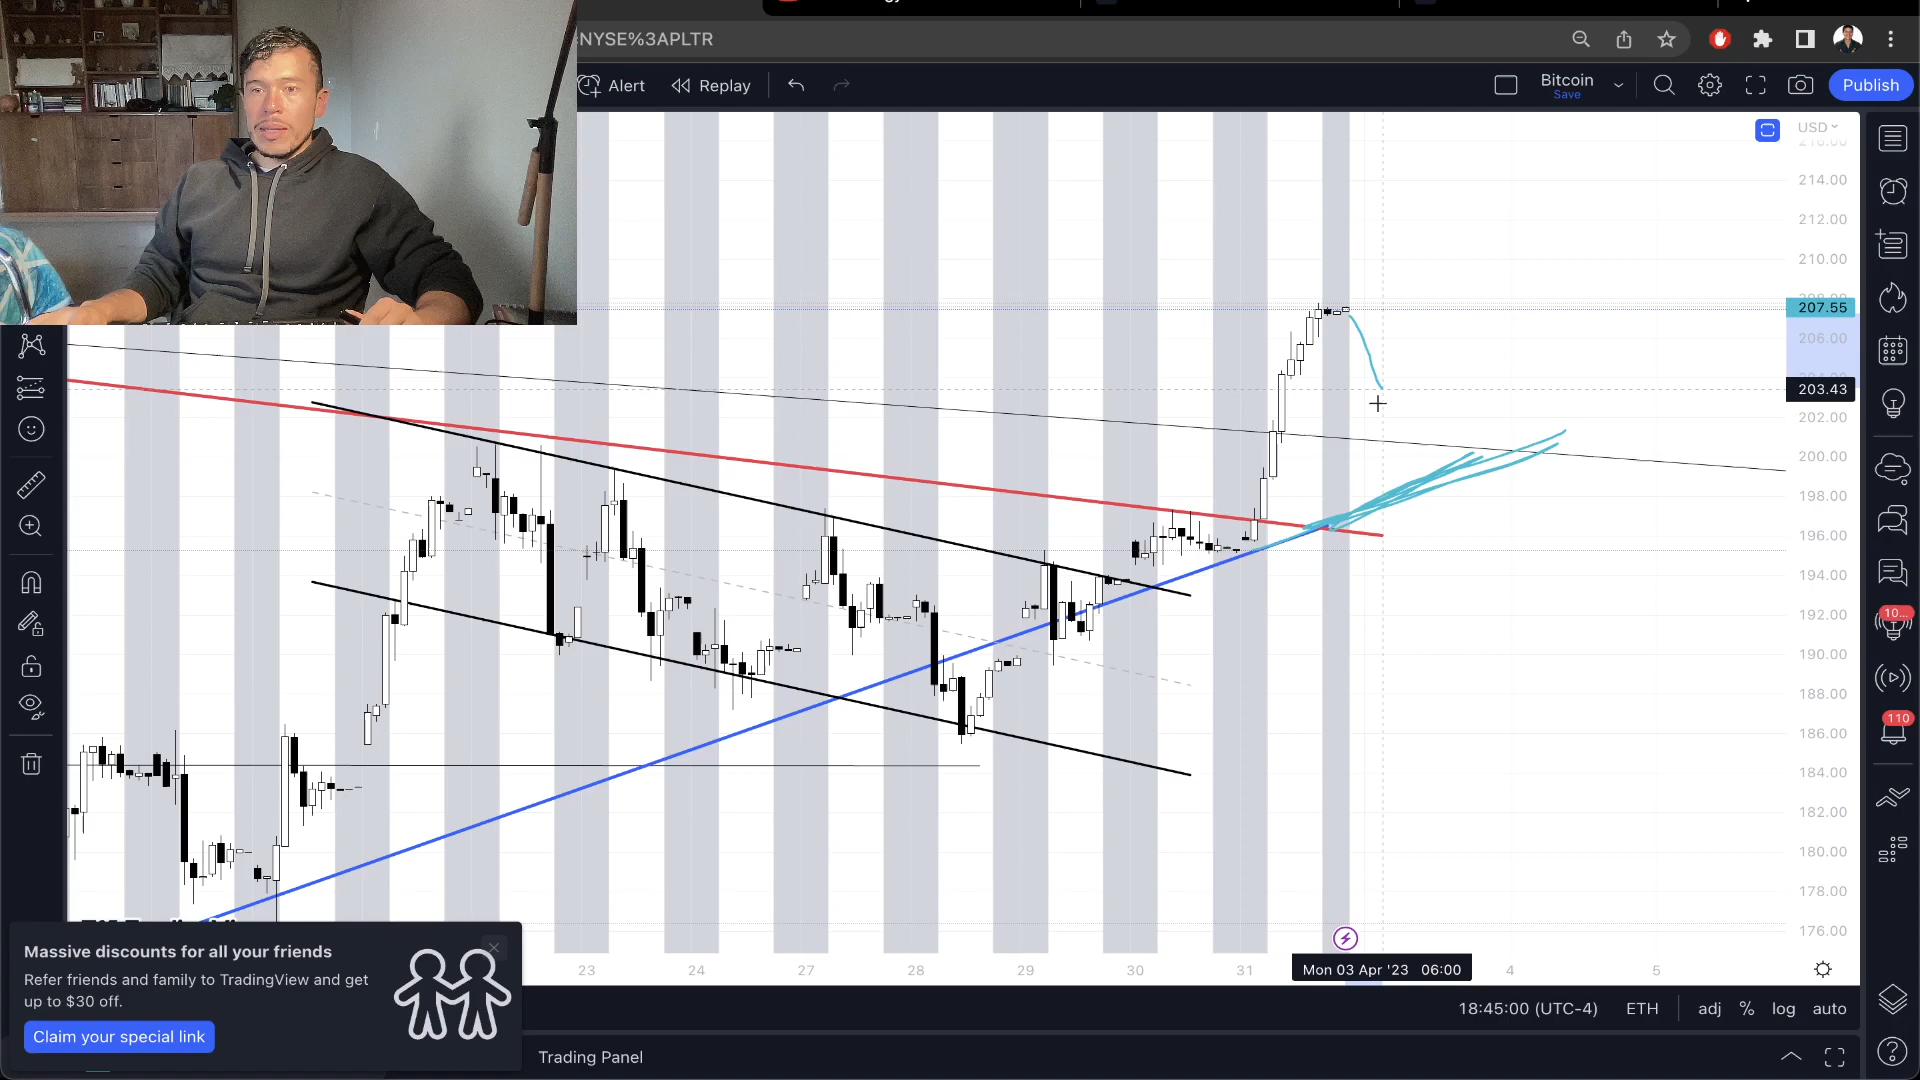 NYSE%3APLTR
Alert
Replay
Bitcoin
Save
Publish
USD
214.00
212.00
210.00
207.55
206.00
203.43
202.00
200.00
198.00
196.00
194.00
192.00
190.00
188.00
186.00
184.00
182.00
180.00
178.00
176.00
10...
110
23
24
27
28
29
30
31
Mon 03 Apr '23 06:00
4
5
Massive discounts for all your friends
Refer friends and family to TradingView and get
up to $30 off.
Claim your special link
18:45:00 (UTC-4)
ETH
adj
%
log
auto
Trading Panel